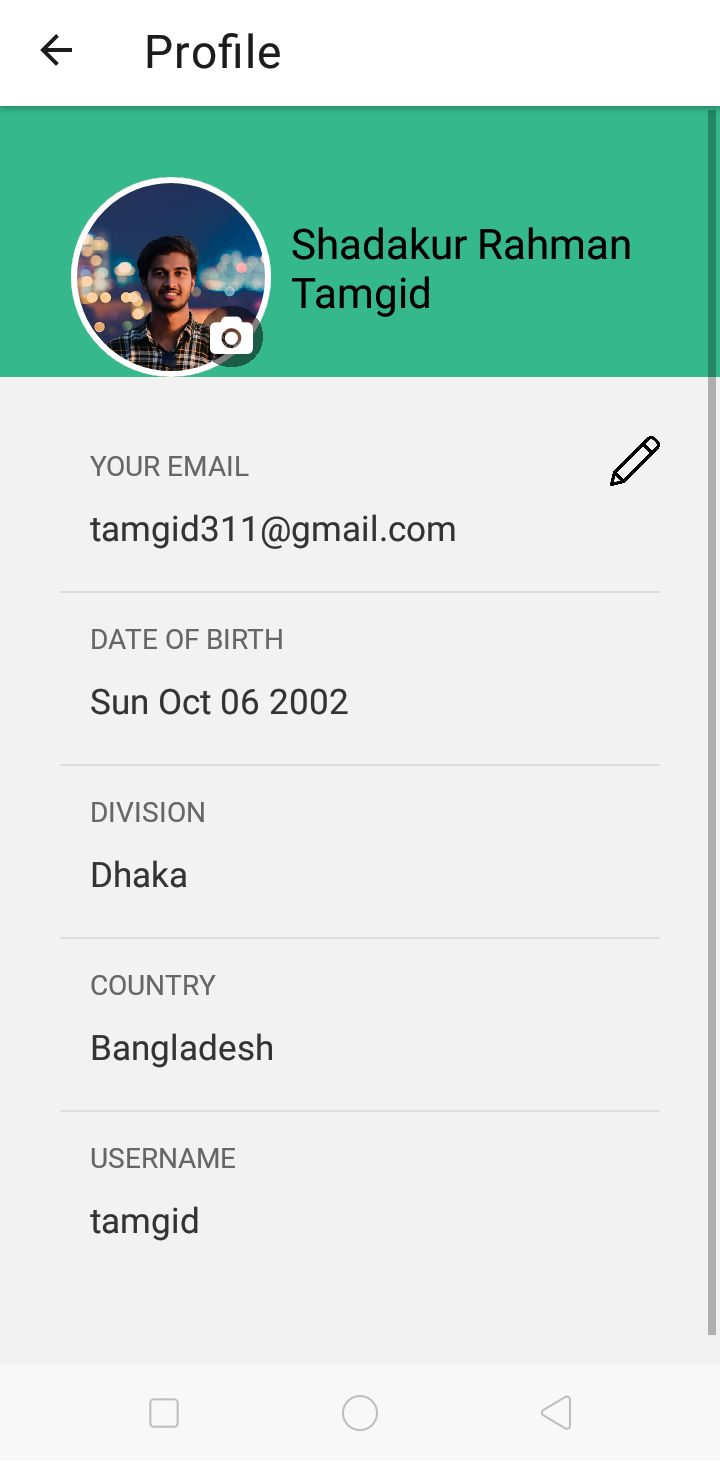 Profile
Shadakur Rahman
Tamgid
YOUR EMAIL
tamgid311@gmail.com
DATE OF BIRTH
Sun Oct 06 2002
DIVISION
Dhaka
COUNTRY
Bangladesh
USERNAME
tamgid